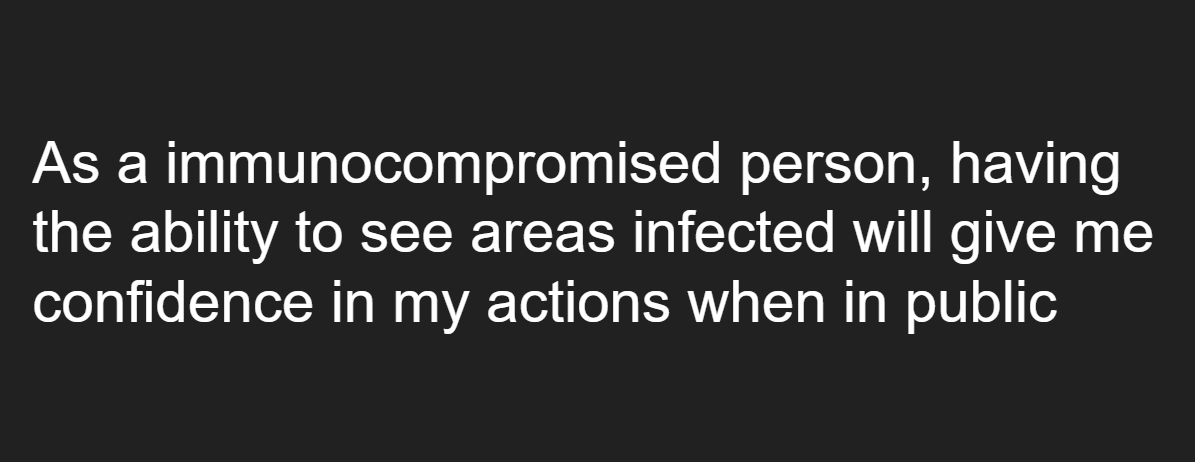 As a immunocompromised person, having
the ability to see areas infected will give me
confidence in my actions when in public